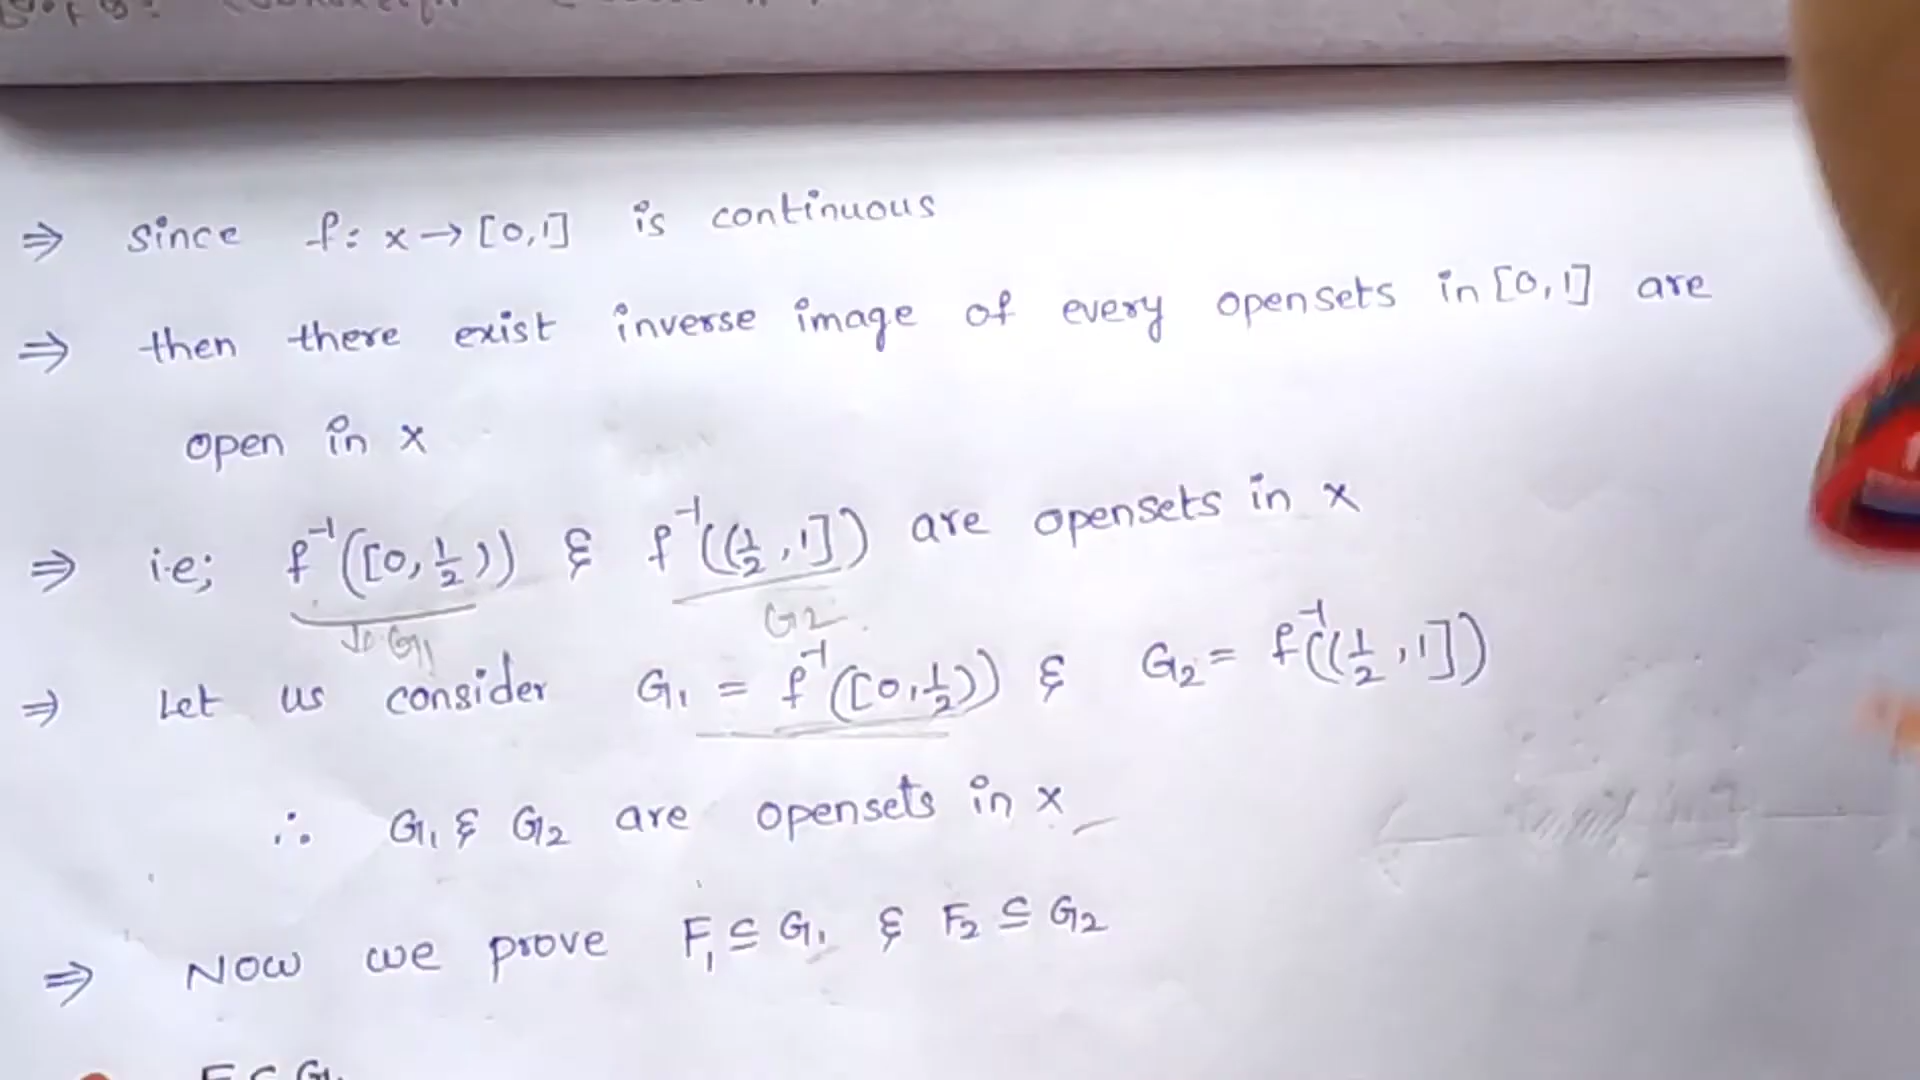 ⇒ since f: x → [0,1] is continuous
⇒ then there exist inverse image of every opensets in [0,1] are
open in x
⇒ i.e; f⁻¹([0,½)) & f⁻¹((½,1]) are opensets in x
G1 G2
⇒ Let us consider G₁ = f⁻¹([0,½)) & G₂ = f⁻¹((½,1])
∴ G₁ & G₂ are opensets in x
⇒ Now we prove F₁ ⊆ G₁ & F₂ ⊆ G₂